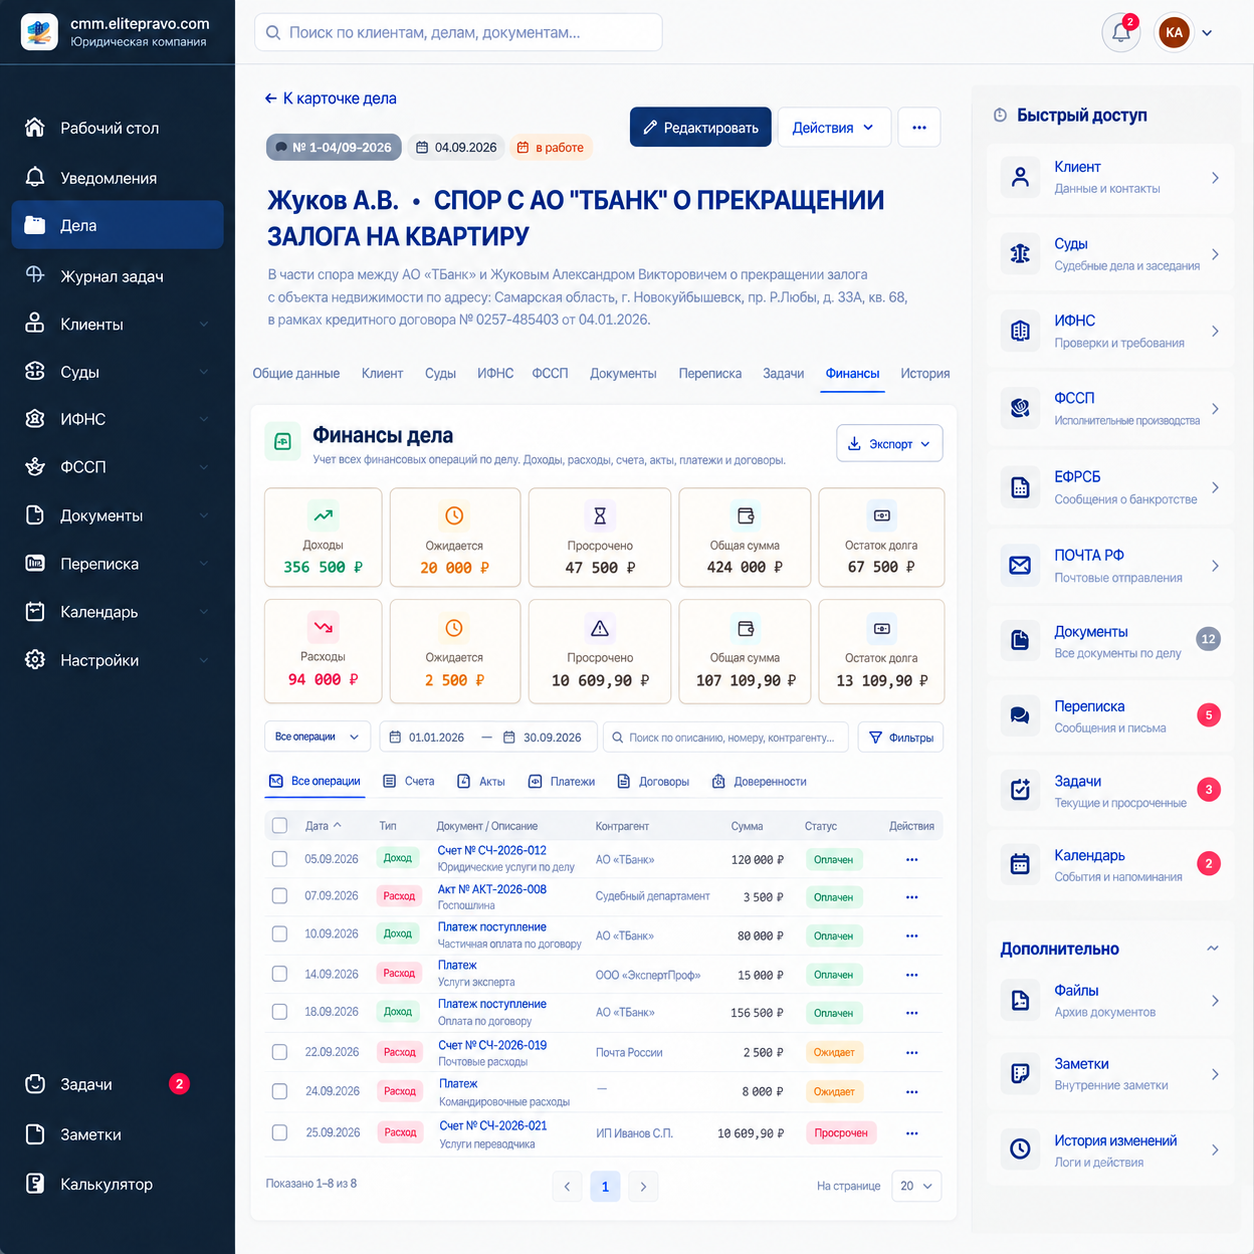 cmm.elitepravo.com
Юридическая компания
Поиск по клиентам, делам, документам...
2
КА
Рабочий стол
Уведомления
Дела
Журнал задач
Клиенты
Суды
ИФНС
ФССП
Документы
Переписка
Календарь
Настройки
Задачи
2
Заметки
Калькулятор
← К карточке дела
№ 1-04/09-2026
04.09.2026
в работе
Редактировать
Действия
•••
Жуков А.В. • СПОР С АО "ТБАНК" О ПРЕКРАЩЕНИИ
ЗАЛОГА НА КВАРТИРУ
В части спора между АО «ТБанк» и Жуковым Александром Викторовичем о прекращении залога
с объекта недвижимости по адресу: Самарская область, г. Новокуйбышевск, пр. Р.Любы, д. 33А, кв. 68,
в рамках кредитного договора № 0257-485403 от 04.01.2026.
Общие данные
Клиент
Суды
ИФНС
ФССП
Документы
Переписка
Задачи
Финансы
История
Финансы дела
Учет всех финансовых операций по делу. Доходы, расходы, счета, акты, платежи и договоры.
Экспорт
Доходы
356 500 ₽
Ожидается
20 000 ₽
Просрочено
47 500 ₽
Общая сумма
424 000 ₽
Остаток долга
67 500 ₽
Расходы
94 000 ₽
Ожидается
2 500 ₽
Просрочено
10 609,90 ₽
Общая сумма
107 109,90 ₽
Остаток долга
13 109,90 ₽
Все операции
01.01.2026 — 30.09.2026
Поиск по описанию, номеру, контрагенту...
Фильтры
Все операции
Счета
Акты
Платежи
Договоры
Доверенности
Дата Тип Документ / Описание Контрагент Сумма Статус Действия
05.09.2026 Доход Счет № СЧ-2026-012 АО «ТБанк» 120 000 ₽ Оплачен •••
Юридические услуги по делу
07.09.2026 Расход Акт № АКТ-2026-008 Судебный департамент 3 500 ₽ Оплачен •••
Госпошлина
10.09.2026 Доход Платеж поступление АО «ТБанк» 80 000 ₽ Оплачен •••
Частичная оплата по договору
14.09.2026 Расход Платеж ООО «ЭкспертПроф» 15 000 ₽ Оплачен •••
Услуги эксперта
18.09.2026 Доход Платеж поступление АО «ТБанк» 156 500 ₽ Оплачен •••
Оплата по договору
22.09.2026 Расход Счет № СЧ-2026-019 Почта России 2 500 ₽ Ожидает •••
Почтовые расходы
24.09.2026 Расход Платеж — 8 000 ₽ Ожидает •••
Командировочные расходы
25.09.2026 Расход Счет № СЧ-2026-021 ИП Иванов С.П. 10 609,90 ₽ Просрочен •••
Услуги переводчика
Показано 1–8 из 8
1
На странице 20
Быстрый доступ
Клиент
Данные и контакты
Суды
Судебные дела и заседания
ИФНС
Проверки и требования
ФССП
Исполнительные производства
ЕФРСБ
Сообщения о банкротстве
ПОЧТА РФ
Почтовые отправления
Документы
Все документы по делу
12
Переписка
Сообщения и письма
5
Задачи
Текущие и просроченные
3
Календарь
События и напоминания
2
Дополнительно
Файлы
Архив документов
Заметки
Внутренние заметки
История изменений
Логи и действия